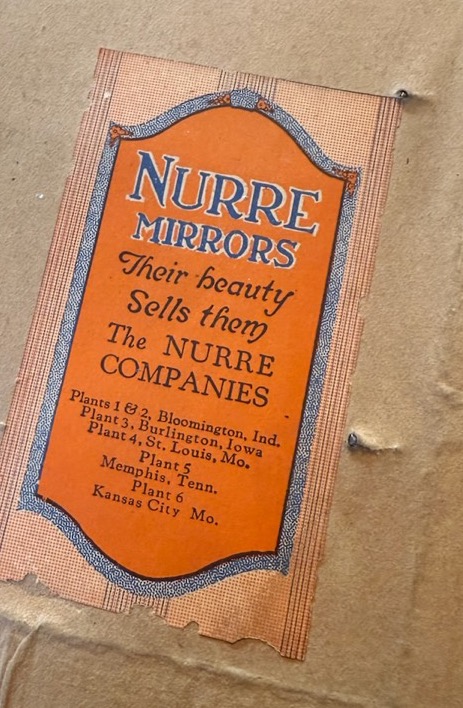 NURRE
MIRRORS
Their beauty
Sells them
The NURRE
COMPANIES
Plants 1 & 2, Bloomington, Ind.
Plant 3, Burlington, Iowa
Plant 4, St. Louis, Mo.
Plant 5
Memphis, Tenn.
Plant 6
Kansas City Mo.